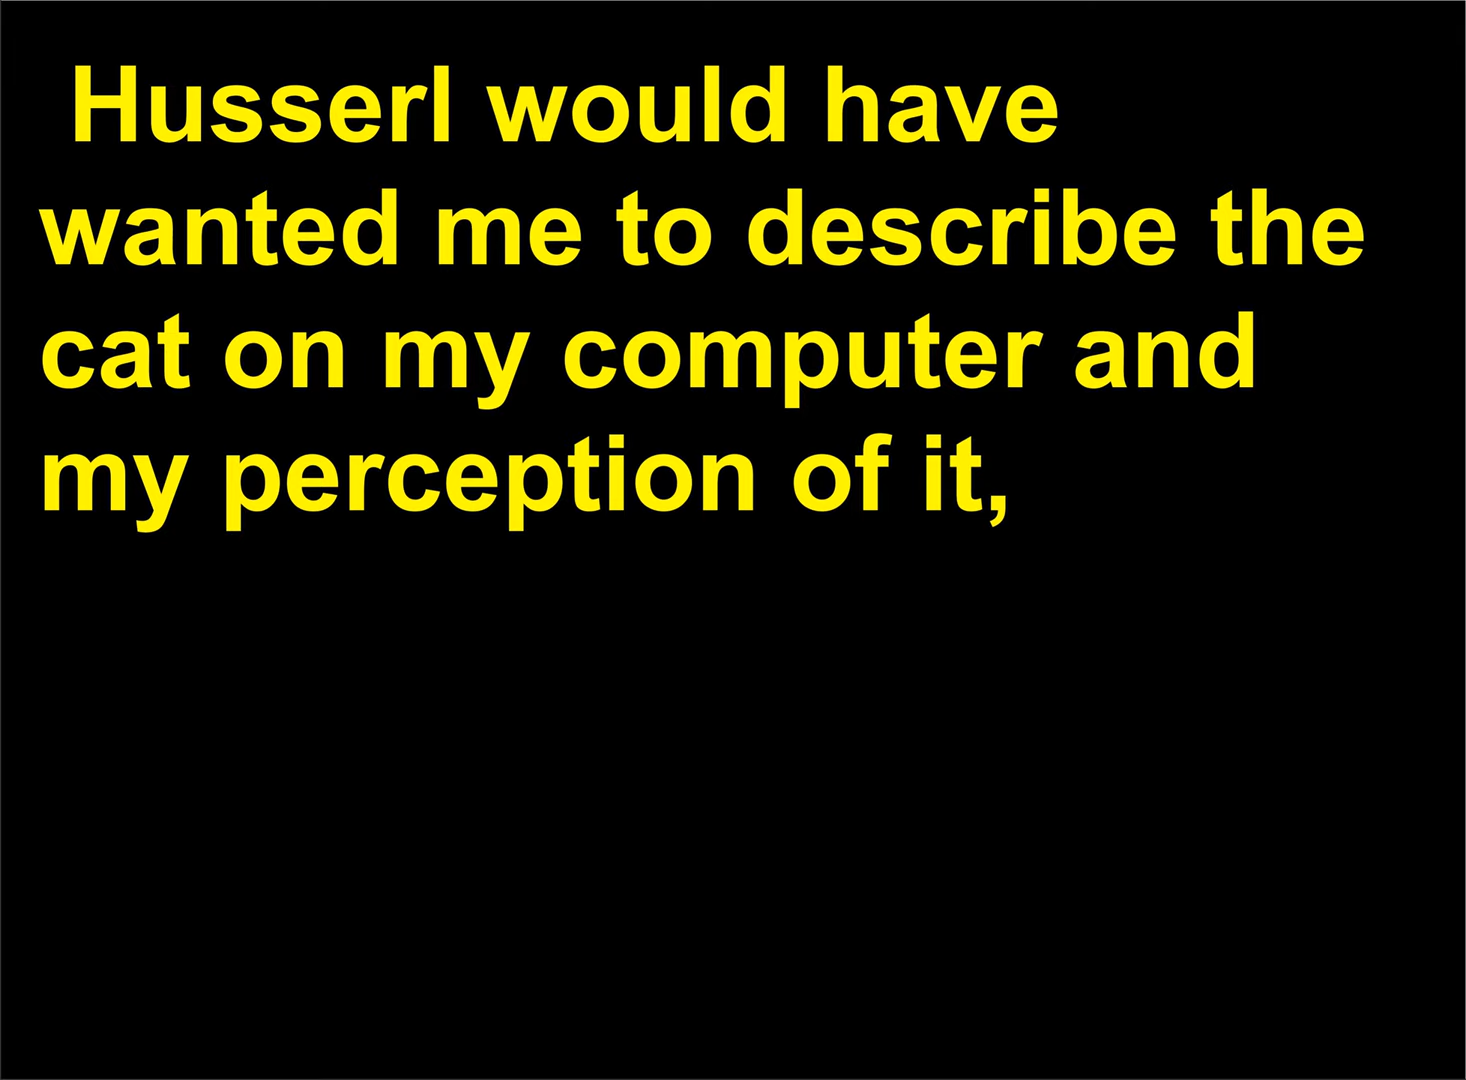 Husserl would have
wanted me to describe the
cat on my computer and
my perception of it,